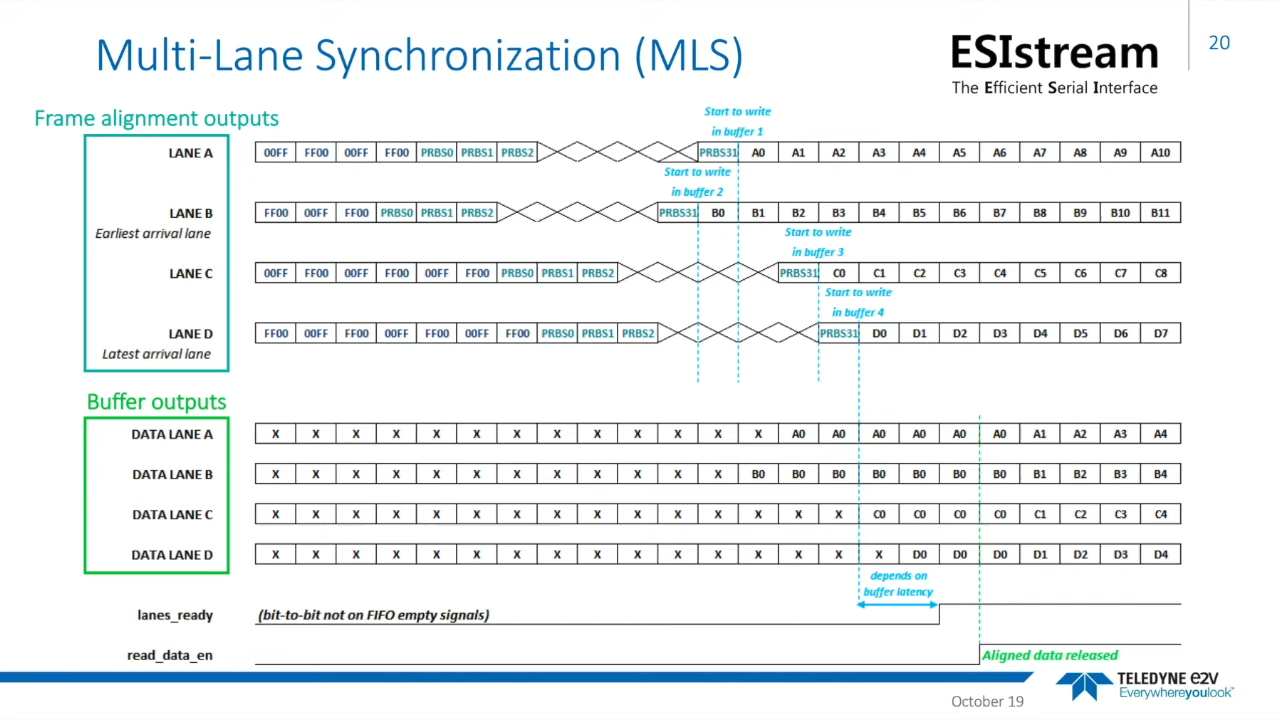 Multi-Lane Synchronization (MLS)
ESIstream
The Efficient Serial Interface
20
Frame alignment outputs
Start to write
in buffer 1
LANE A 00FF FF00 00FF FF00 PRBS0 PRBS1 PRBS2 PRBS31 A0 A1 A2 A3 A4 A5 A6 A7 A8 A9 A10
Start to write
in buffer 2
LANE B FF00 00FF FF00 PRBS0 PRBS1 PRBS2 PRBS31 B0 B1 B2 B3 B4 B5 B6 B7 B8 B9 B10 B11
Earliest arrival lane
Start to write
in buffer 3
LANE C 00FF FF00 00FF FF00 00FF FF00 PRBS0 PRBS1 PRBS2 PRBS31 C0 C1 C2 C3 C4 C5 C6 C7 C8
Start to write
in buffer 4
LANE D FF00 00FF FF00 00FF FF00 00FF FF00 PRBS0 PRBS1 PRBS2 PRBS31 D0 D1 D2 D3 D4 D5 D6 D7
Latest arrival lane
Buffer outputs
DATA LANE A X X X X X X X X X X X X X A0 A0 A0 A0 A0 A0 A1 A2 A3 A4
DATA LANE B X X X X X X X X X X X X B0 B0 B0 B0 B0 B0 B0 B1 B2 B3 B4
DATA LANE C X X X X X X X X X X X X X X X C0 C0 C0 C0 C1 C2 C3 C4
DATA LANE D X X X X X X X X X X X X X X X X D0 D0 D0 D1 D2 D3 D4
depends on
buffer latency
lanes_ready (bit-to-bit not on FIFO empty signals)
read_data_en Aligned data released
TELEDYNE e2v
Everywhereyoulook™
October 19